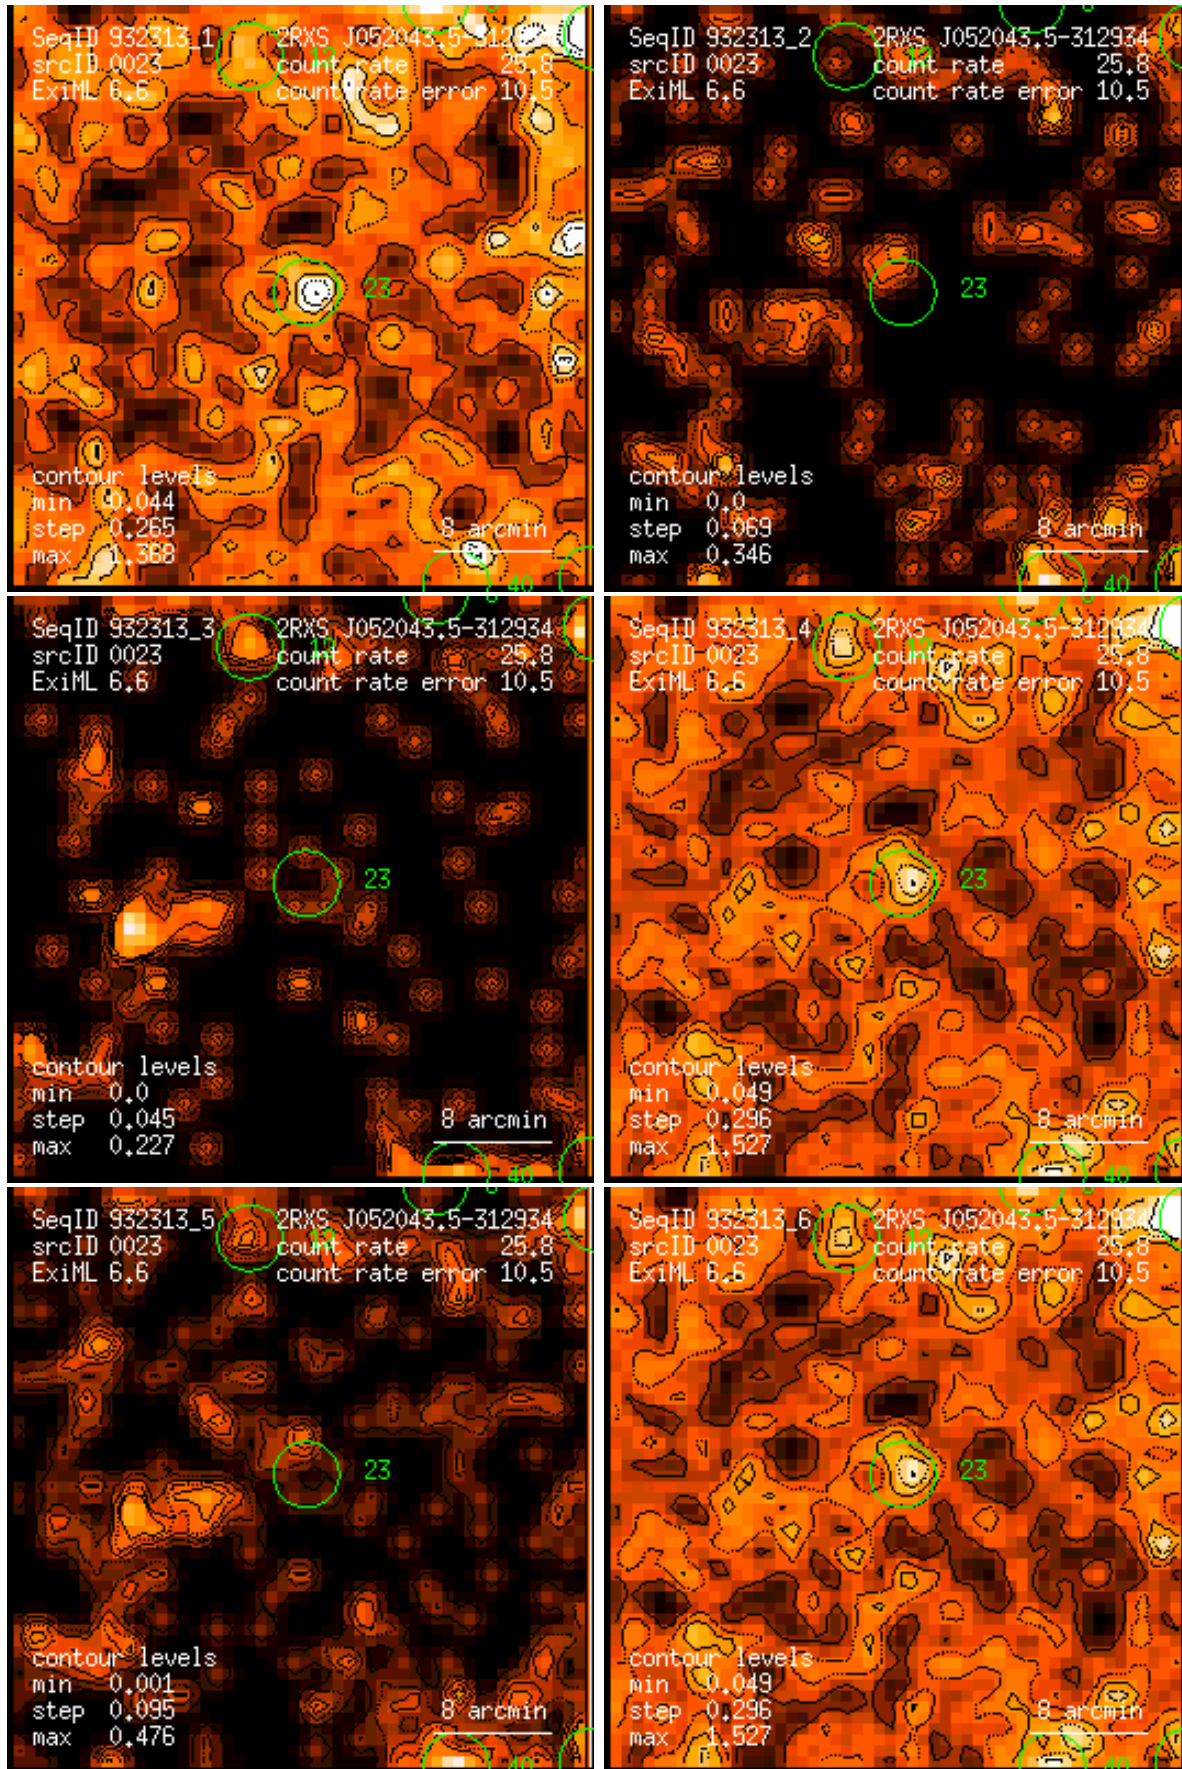 SeqID 932313_1 2RXS J052043.5-3129
srcID 0023 count rate 25.8
ExiML 6.6 count rate error 10.5
23
contour levels
min 0.044
step 0.265
max 1.368
8 arcmin
40
SeqID 932313_2 2RXS J052043.5-312934
srcID 0023 count rate 25.8
ExiML 6.6 count rate error 10.5
23
contour levels
min 0.0
step 0.069
max 0.346
8 arcmin
40
SeqID 932313_3 2RXS J052043.5-312934
srcID 0023 count rate 25.8
ExiML 6.6 count rate error 10.5
23
contour levels
min 0.0
step 0.045
max 0.227
8 arcmin
40
SeqID 932313_4 2RXS J052043.5-312934
srcID 0023 count rate 25.8
ExiML 6.6 count rate error 10.5
23
contour levels
min 0.049
step 0.296
max 1.527
8 arcmin
40
SeqID 932313_5 2RXS J052043.5-312934
srcID 0023 count rate 25.8
ExiML 6.6 count rate error 10.5
23
contour levels
min 0.001
step 0.095
max 0.476
8 arcmin
40
SeqID 932313_6 2RXS J052043.5-312934
srcID 0023 count rate 25.8
ExiML 6.6 count rate error 10.5
23
contour levels
min 0.049
step 0.296
max 1.527
8 arcmin
40